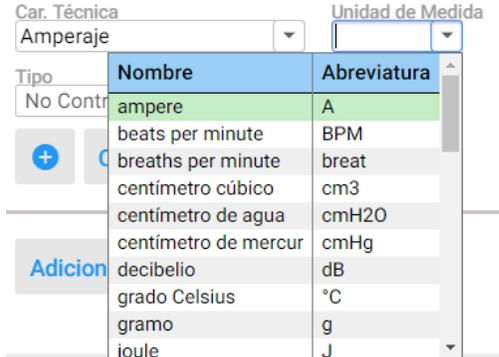 Car. Técnica Unidad de Medida
Amperaje
Tipo
No Contr
Nombre Abreviatura
ampere A
beats per minute BPM
breaths per minute breat
centímetro cúbico cm3
centímetro de agua cmH2O
centímetro de mercur cmHg
decibelio dB
grado Celsius °C
gramo g
joule J
Adicion